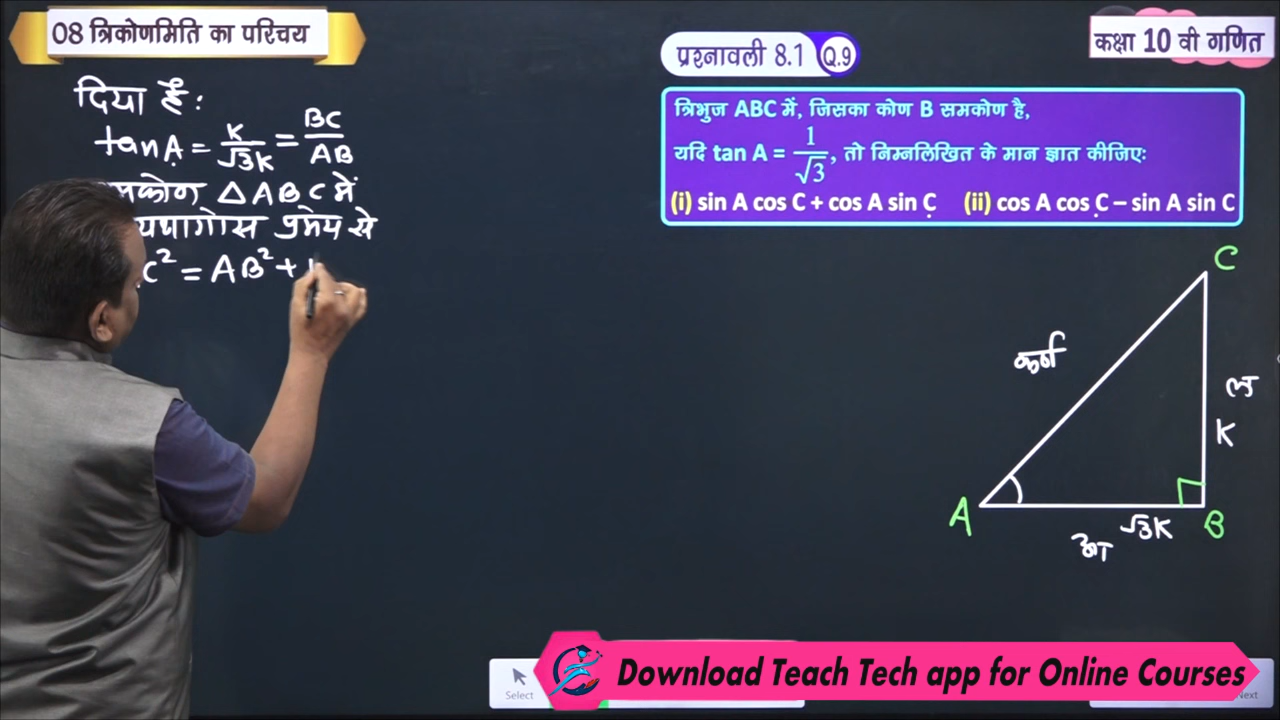 08 त्रिकोणमिति का परिचय
प्रश्नावली 8.1 Q.9
कक्षा 10 वी गणित
त्रिभुज ABC में, जिसका कोण B समकोण है,
यदि tan A = 1/√3, तो निम्नलिखित के मान ज्ञात कीजिएः
(i) sin A cos C + cos A sin C (ii) cos A cos C – sin A sin C
दिया है:
tan A = K/√3K = BC/AB
△ABC में
प्रमेय से
C² = AB² +
C
कर्ण
ल
K
A
√3K
B
आ
Select
Download Teach Tech app for Online Courses
Next